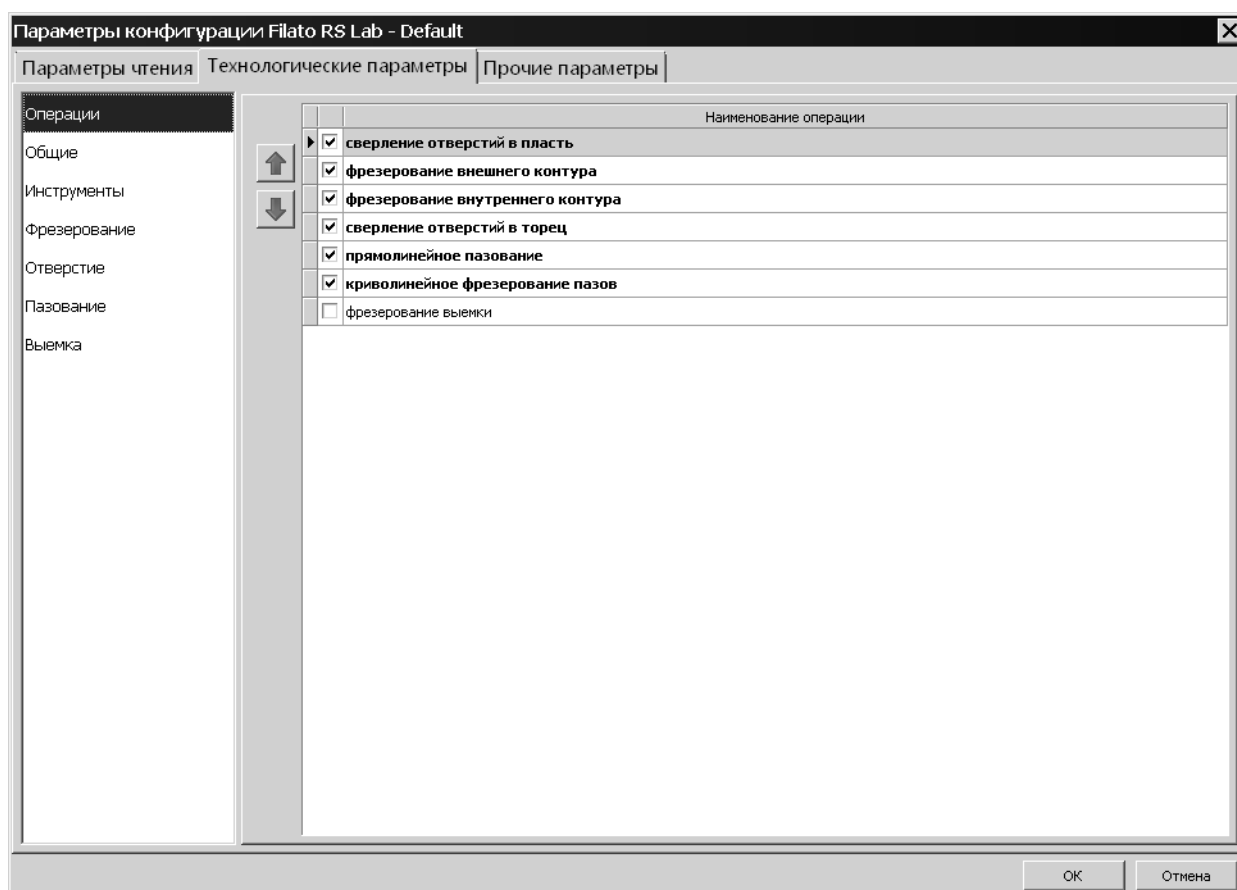 Параметры конфигурации Filato RS Lab - Default
Параметры чтения Технологические параметры Прочие параметры
Операции
Общие
Инструменты
Фрезерование
Отверстие
Пазование
Выемка
Наименование операции
сверление отверстий в пласть
фрезерование внешнего контура
фрезерование внутреннего контура
сверление отверстий в торец
прямолинейное пазование
криволинейное фрезерование пазов
фрезерование выемки
ОК Отмена